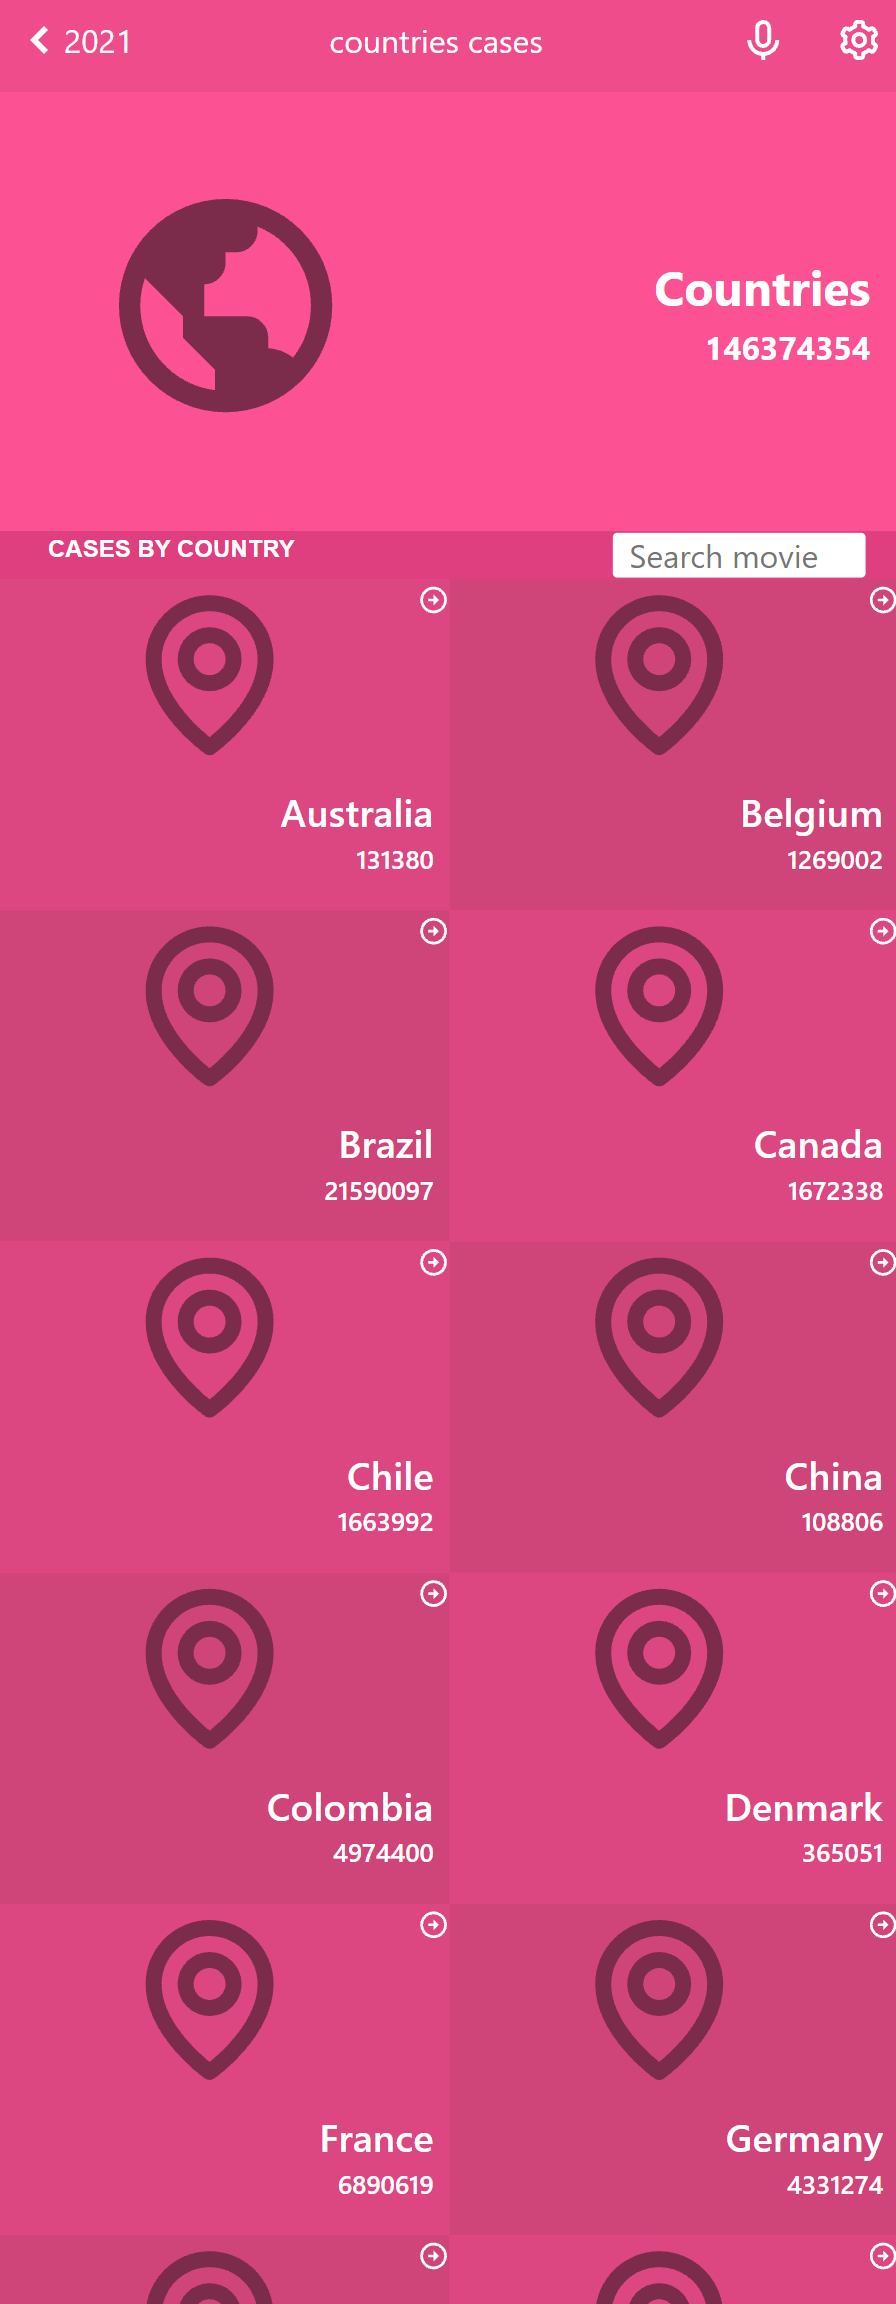 2021
countries cases
Countries
146374354
CASES BY COUNTRY
Search movie
Australia
131380
Belgium
1269002
Brazil
21590097
Canada
1672338
Chile
1663992
China
108806
Colombia
4974400
Denmark
365051
France
6890619
Germany
4331274